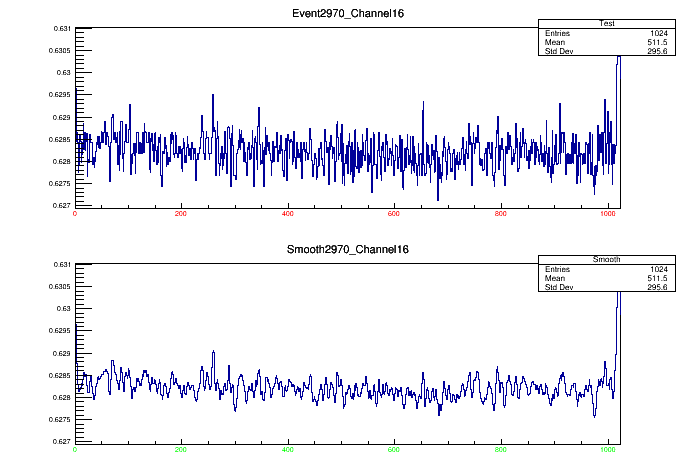 Event2970_Channel16
Test
Entries 1024
Mean 511.5
Std Dev 295.6
0.631
0.6305
0.63
0.6295
0.629
0.6285
0.628
0.6275
0.627
0 200 400 600 800 1000
Smooth2970_Channel16
Smooth
Entries 1024
Mean 511.5
Std Dev 295.6
0.631
0.6305
0.63
0.6295
0.629
0.6285
0.628
0.6275
0.627
0 200 400 600 800 1000